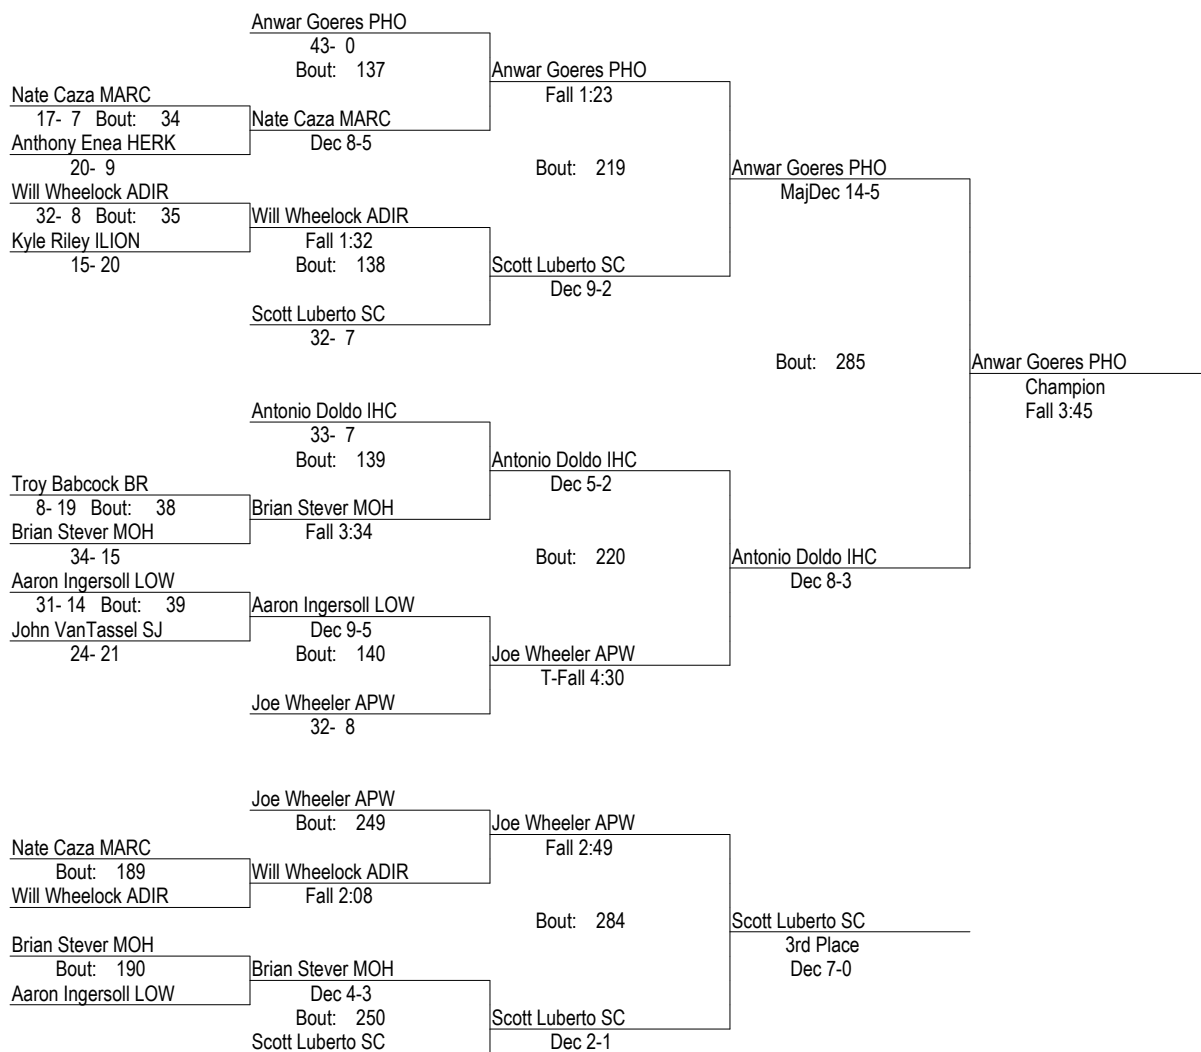 Anwar Goeres PHO
43- 0
Bout: 137
Anwar Goeres PHO
Nate Caza MARC
Fall 1:23
17- 7 Bout: 34
Nate Caza MARC
Anthony Enea HERK
Dec 8-5
20- 9
Bout: 219
Anwar Goeres PHO
Will Wheelock ADIR
MajDec 14-5
32- 8 Bout: 35
Will Wheelock ADIR
Kyle Riley ILION
Fall 1:32
15- 20
Bout: 138
Scott Luberto SC
Dec 9-2
Scott Luberto SC
32- 7
Bout: 285
Anwar Goeres PHO
Champion
Fall 3:45
Antonio Doldo IHC
33- 7
Bout: 139
Antonio Doldo IHC
Troy Babcock BR
Dec 5-2
8- 19 Bout: 38
Brian Stever MOH
Brian Stever MOH
Fall 3:34
34- 15
Bout: 220
Antonio Doldo IHC
Aaron Ingersoll LOW
Dec 8-3
31- 14 Bout: 39
Aaron Ingersoll LOW
John VanTassel SJ
Dec 9-5
24- 21
Bout: 140
Joe Wheeler APW
T-Fall 4:30
Joe Wheeler APW
32- 8
Joe Wheeler APW
Bout: 249
Joe Wheeler APW
Nate Caza MARC
Fall 2:49
Bout: 189
Will Wheelock ADIR
Will Wheelock ADIR
Fall 2:08
Bout: 284
Scott Luberto SC
Brian Stever MOH
3rd Place
Bout: 190
Brian Stever MOH
Dec 7-0
Aaron Ingersoll LOW
Dec 4-3
Bout: 250
Scott Luberto SC
Scott Luberto SC
Dec 2-1